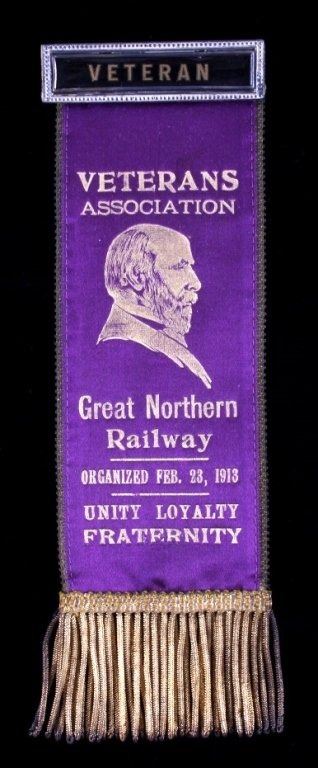 VETERAN
VETERANS
ASSOCIATION
Great Northern
Railway
ORGANIZED FEB. 23, 1913
UNITY LOYALTY
FRATERNITY